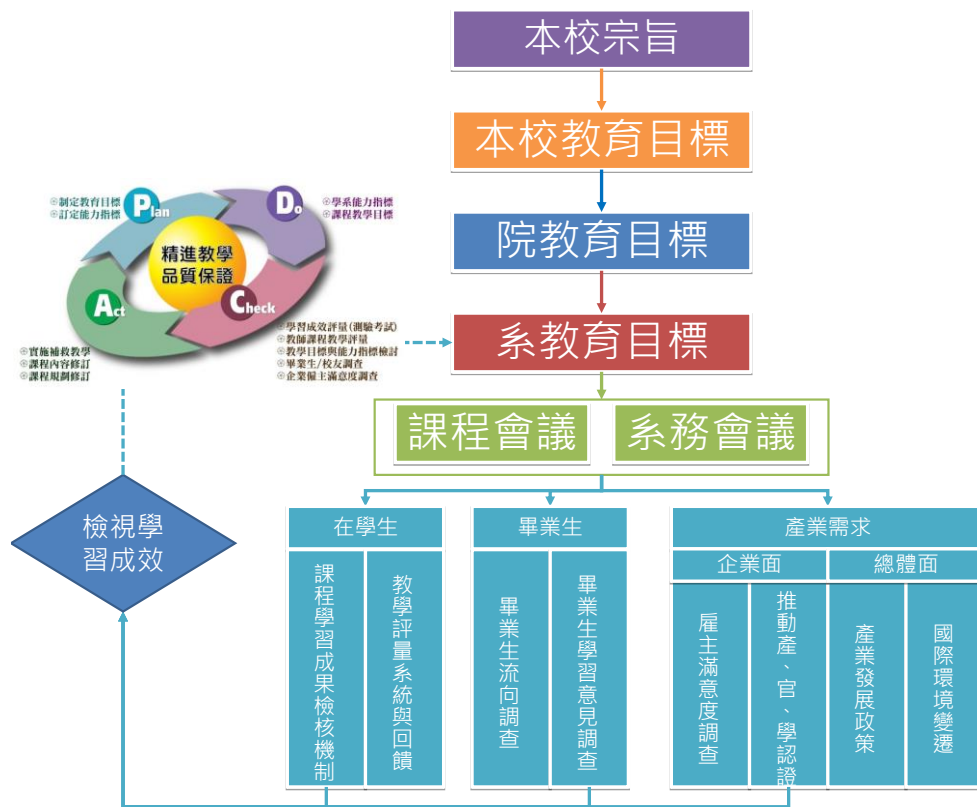 本校宗旨
本校教育目標
院教育目標
系教育目標
Plan
⊙制定教育目標
⊙訂定能力指標
Do
⊙學系能力指標
⊙課程教學目標
精進教學
品質保證
Act
⊙實施補救教學
⊙課程內容修訂
⊙課程規劃修訂
Check
⊙學習成效評量(測驗考試)
⊙教師課程教學評量
⊙教學目標與能力指標檢討
⊙畢業生/校友調查
⊙企業僱主滿意度調查
課程會議
系務會議
檢視學
習成效
在學生
課程學習成果檢核機制
教學評量系統與回饋
畢業生
畢業生流向調查
畢業生學習意見調查
產業需求
企業面
雇主滿意度調查
推動產、官、學認證
總體面
產業發展政策
國際環境變遷